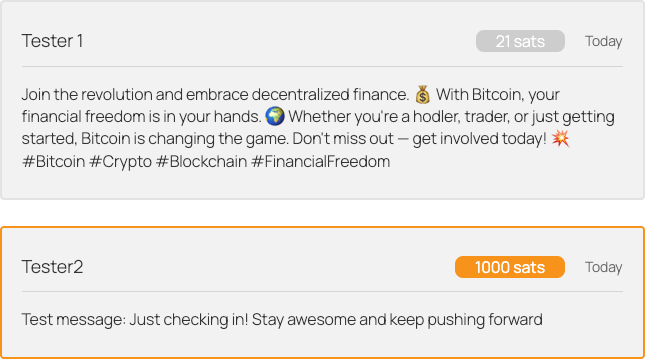 Tester 1 21 sats Today
Join the revolution and embrace decentralized finance. 💰 With Bitcoin, your
financial freedom is in your hands. 🌍 Whether you're a hodler, trader, or just getting
started, Bitcoin is changing the game. Don't miss out — get involved today! 💥
#Bitcoin #Crypto #Blockchain #FinancialFreedom
Tester2 1000 sats Today
Test message: Just checking in! Stay awesome and keep pushing forward